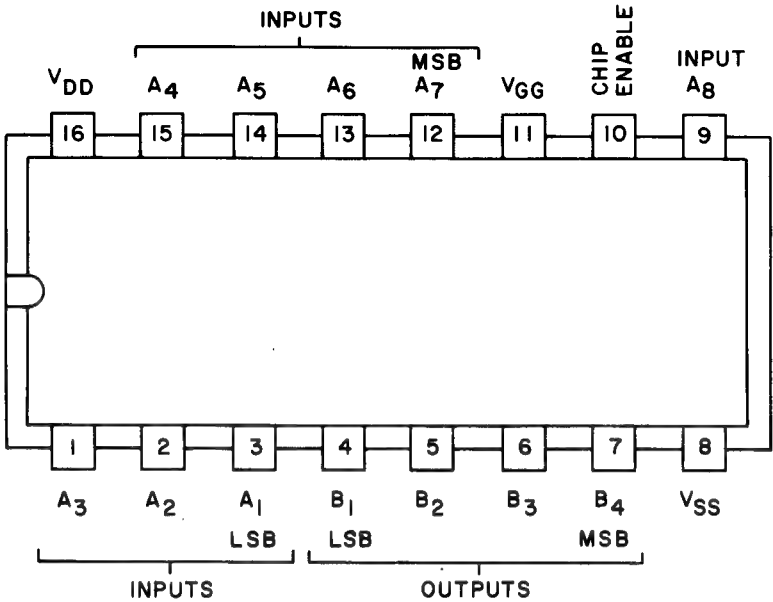 INPUTS
VDD A4 A5 A6 MSB A7 VGG CHIP ENABLE INPUT A8
16 15 14 13 12 11 10 9
1 2 3 4 5 6 7 8
A3 A2 A1 B1 B2 B3 B4 VSS
LSB LSB MSB
INPUTS OUTPUTS